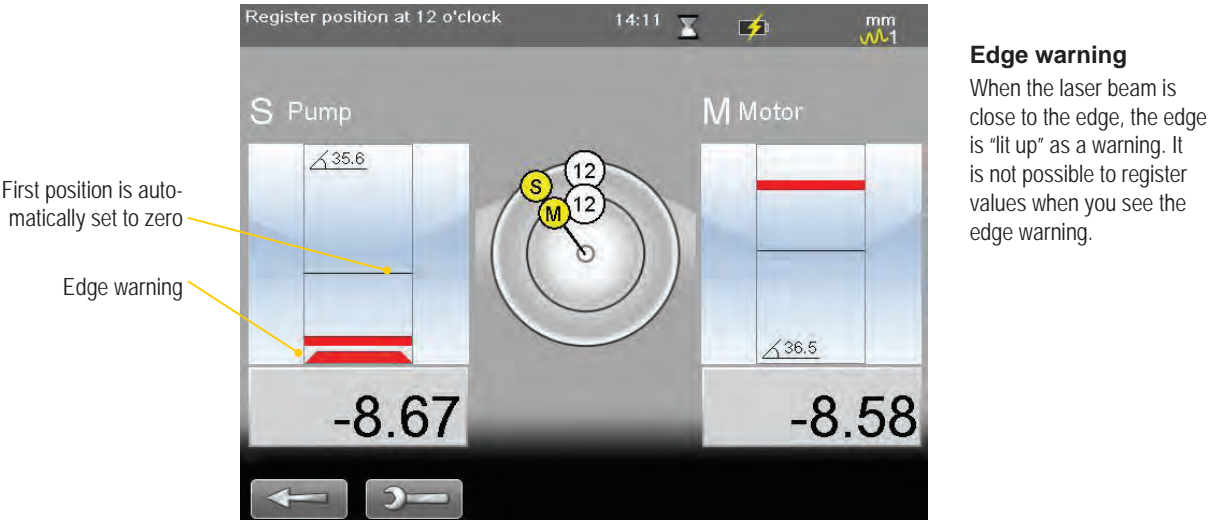 Register position at 12 o'clock
14:11
mm
1
S Pump
M Motor
35.6
S
12
M
12
36.5
-8.67
-8.58
First position is auto-
matically set to zero
Edge warning
Edge warning
When the laser beam is
close to the edge, the edge
is “lit up” as a warning. It
is not possible to register
values when you see the
edge warning.